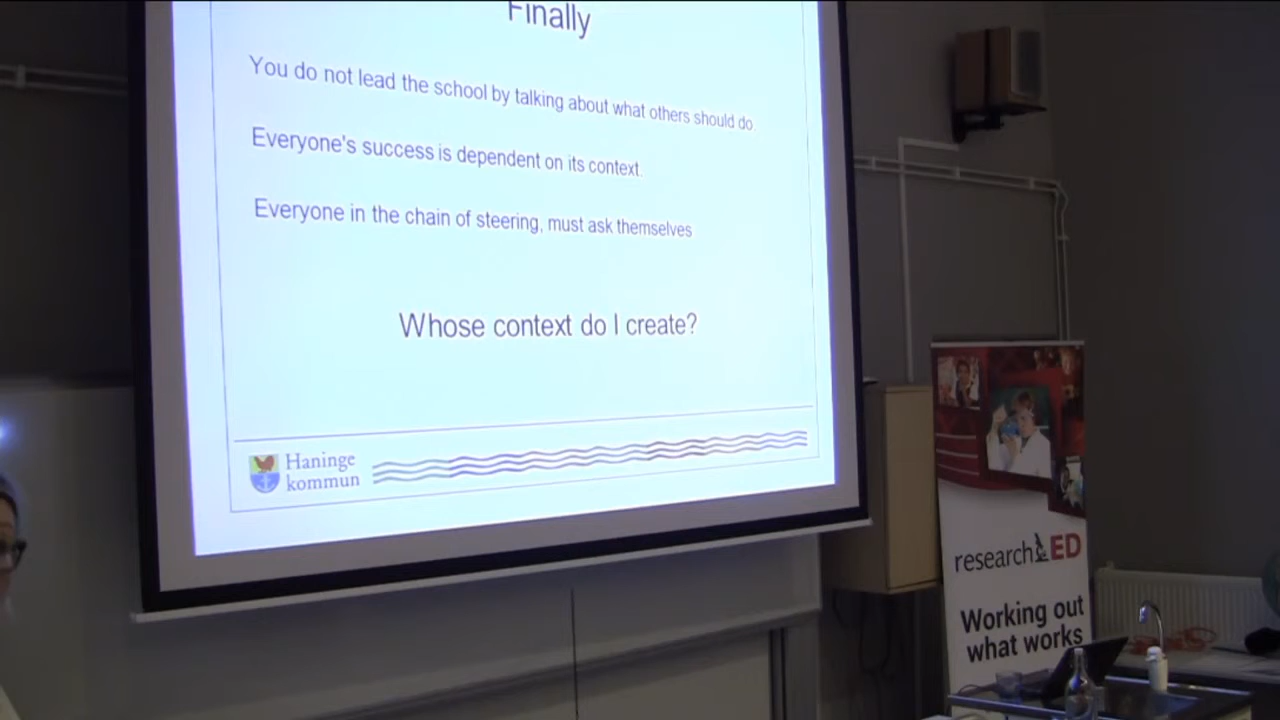 Finally
You do not lead the school by talking about what others should do.
Everyone's success is dependent on its context.
Everyone in the chain of steering, must ask themselves
Whose context do I create?
Haninge
kommun
researchED
Working out
what works